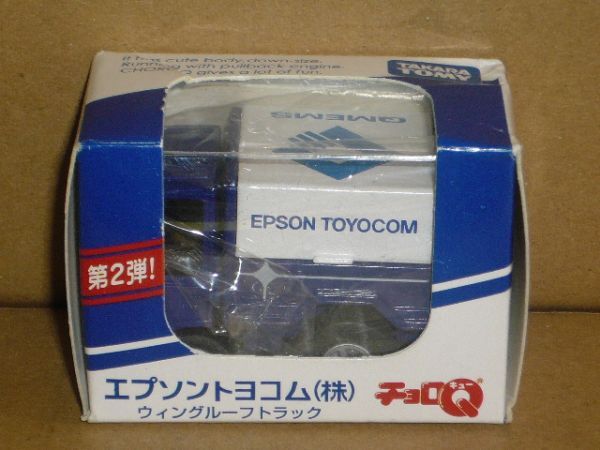 It has cute body down-size.
Running with pullback engine.
CHORO Q gives a lot of fun.
TAKARA
TOMY
QMEMS
EPSON TOYOCOM
第2弾!
エプソントヨコム(株)
ウィングルーフトラック
チョロQ
キュー